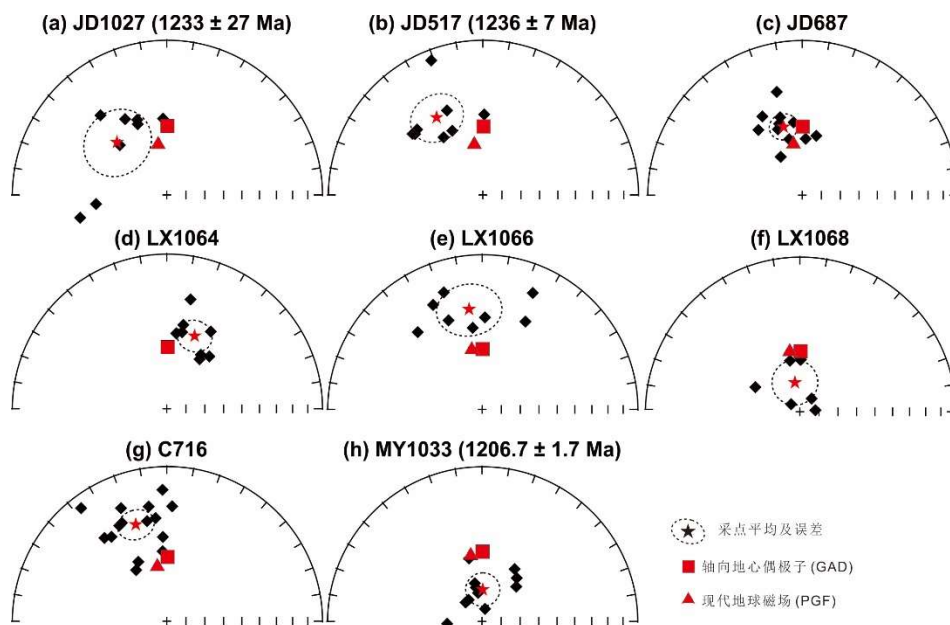 (a) JD1027 (1233 ± 27 Ma)
(b) JD517 (1236 ± 7 Ma)
(c) JD687
(d) LX1064
(e) LX1066
(f) LX1068
(g) C716
(h) MY1033 (1206.7 ± 1.7 Ma)
采点平均及误差
轴向地心偶极子(GAD)
现代地球磁场(PGF)